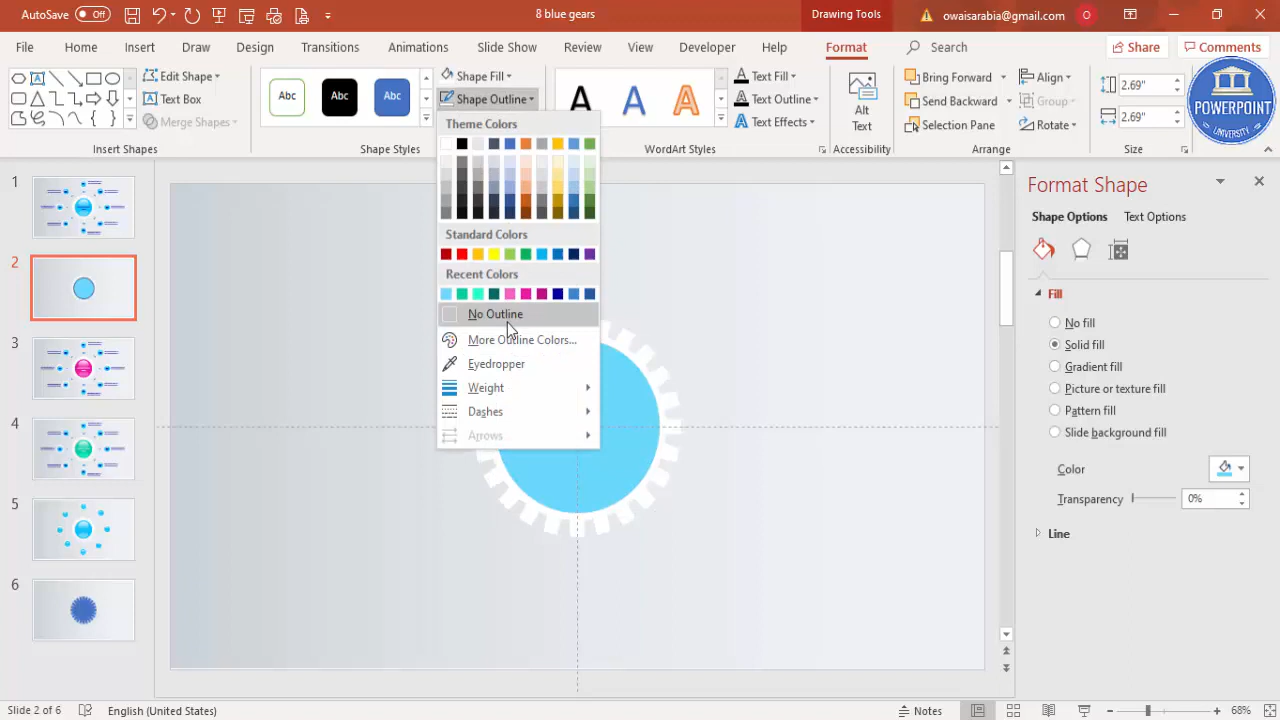 AutoSave Off
8 blue gears
Drawing Tools
owaisarabia@gmail.com O
File Home Insert Draw Design Transitions Animations Slide Show Review View Developer Help Format Search Share Comments
Edit Shape
Text Box
Merge Shapes
Insert Shapes
Abc Abc Abc
Shape Fill
Shape Outline
Shape Styles
A A A
Text Fill
Text Outline
Text Effects
WordArt Styles
Alt
Text
Accessibility
Bring Forward
Send Backward
Selection Pane
Align
Group
Rotate
Arrange
2.69"
2.69"
Size
POWERPOINT
UNIVERSITY
Theme Colors
Standard Colors
Recent Colors
No Outline
More Outline Colors...
Eyedropper
Weight
Dashes
Arrows
1
2
3
4
5
6
Format Shape
Shape Options Text Options
Fill
No fill
Solid fill
Gradient fill
Picture or texture fill
Pattern fill
Slide background fill
Color
Transparency 0%
Line
Slide 2 of 6 English (United States) Notes 68%